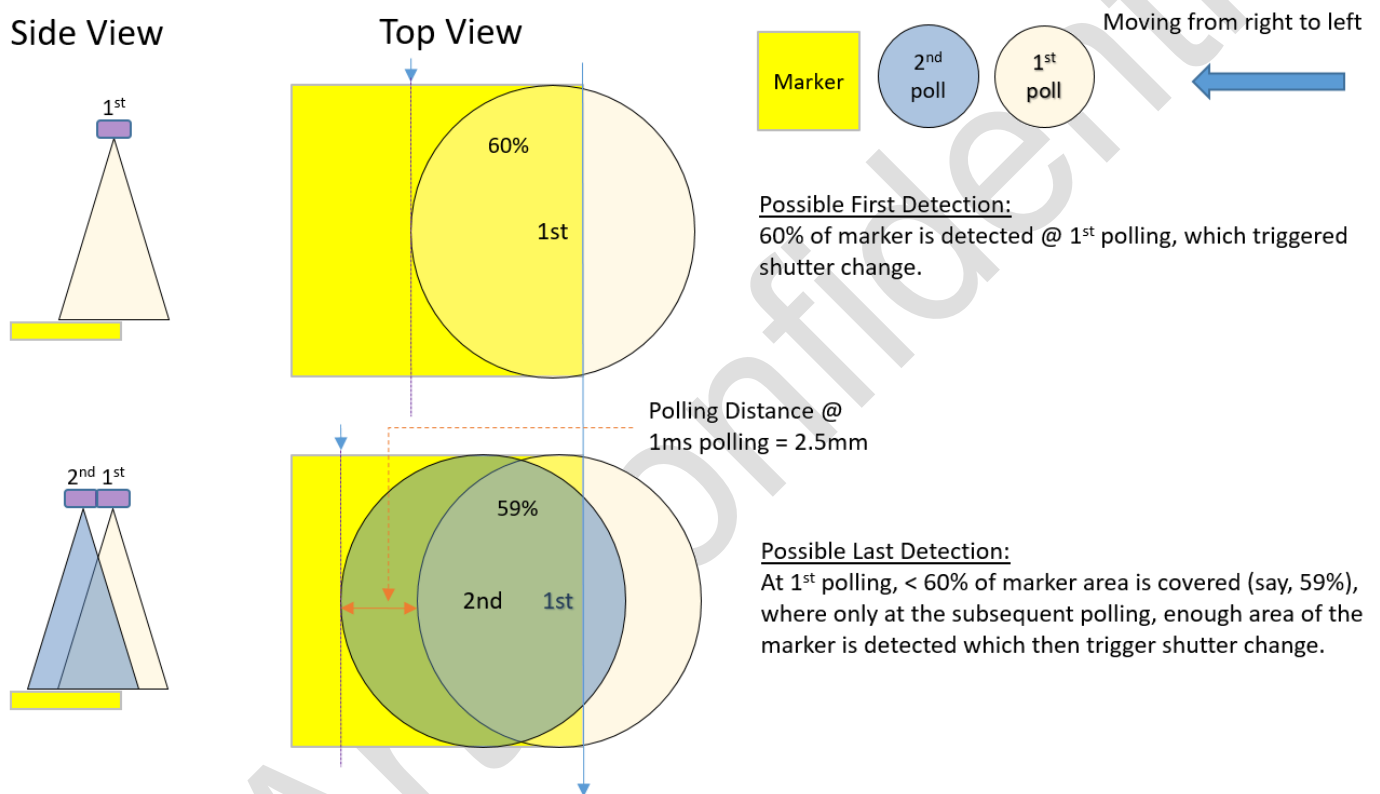 Side View
Top View
Moving from right to left
Marker
2nd
poll
1st
poll
1st
60%
1st
Possible First Detection:
60% of marker is detected @ 1st polling, which triggered
shutter change.
Polling Distance @
1ms polling = 2.5mm
2nd 1st
59%
2nd 1st
Possible Last Detection:
At 1st polling, < 60% of marker area is covered (say, 59%),
where only at the subsequent polling, enough area of the
marker is detected which then trigger shutter change.